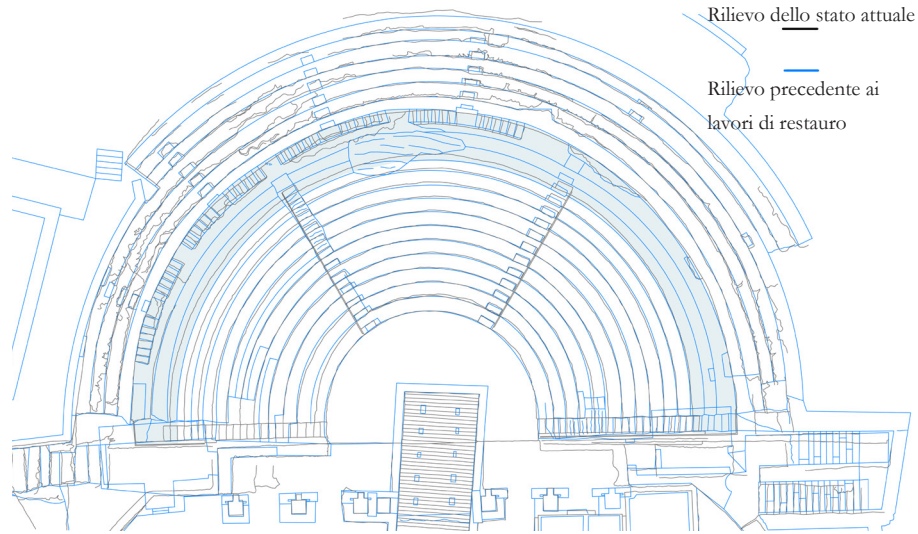 Rilievo dello stato attuale
Rilievo precedente ai
lavori di restauro